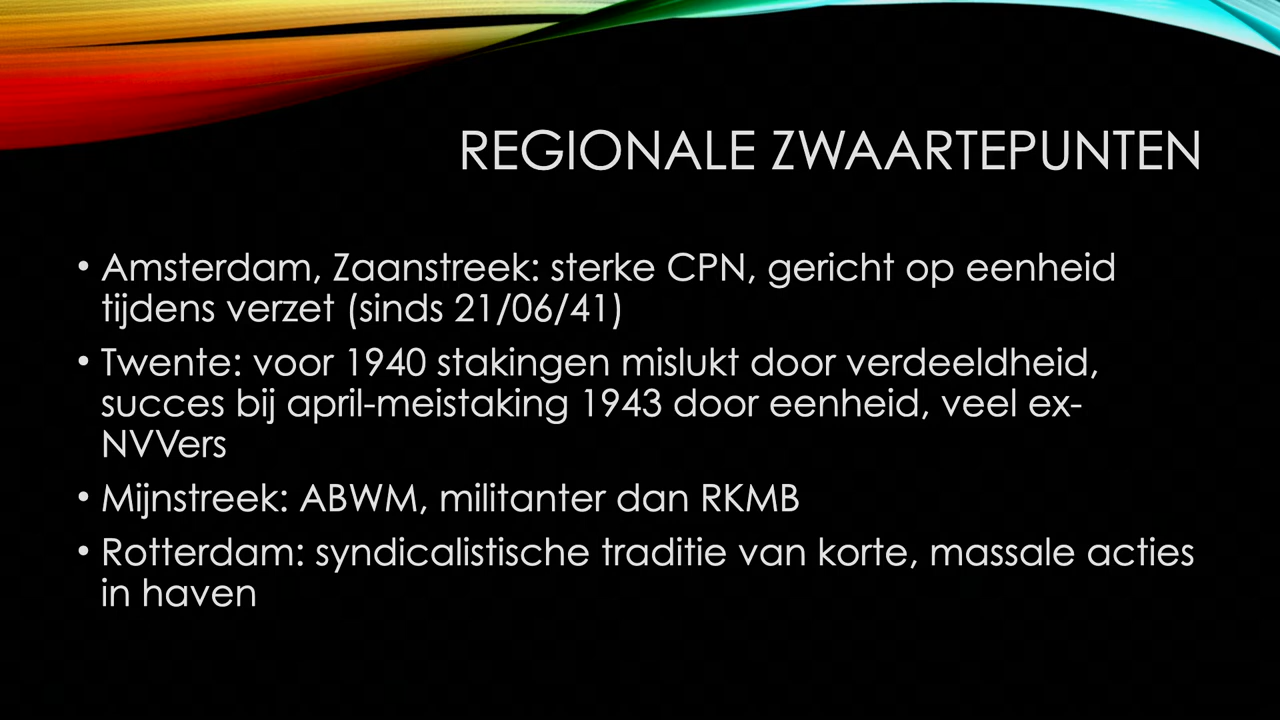 REGIONALE ZWAARTEPUNTEN
• Amsterdam, Zaanstreek: sterke CPN, gericht op eenheid
tijdens verzet (sinds 21/06/41)
• Twente: voor 1940 stakingen mislukt door verdeeldheid,
succes bij april-meistaking 1943 door eenheid, veel ex-
NVVers
• Mijnstreek: ABWM, militanter dan RKMB
• Rotterdam: syndicalistische traditie van korte, massale acties
in haven